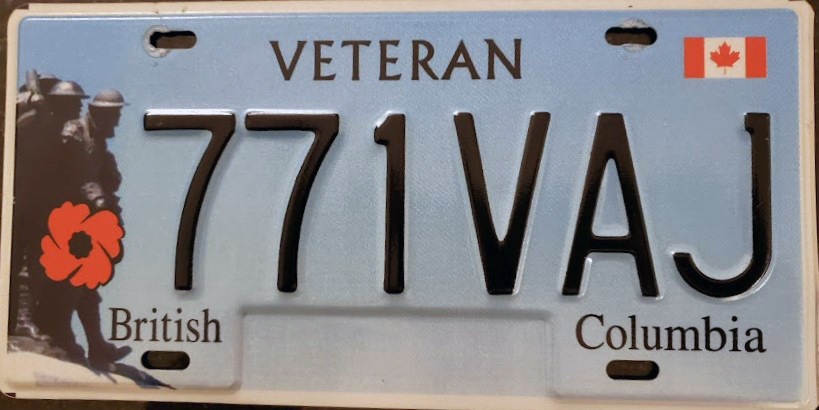 VETERAN
771VAJ
British Columbia